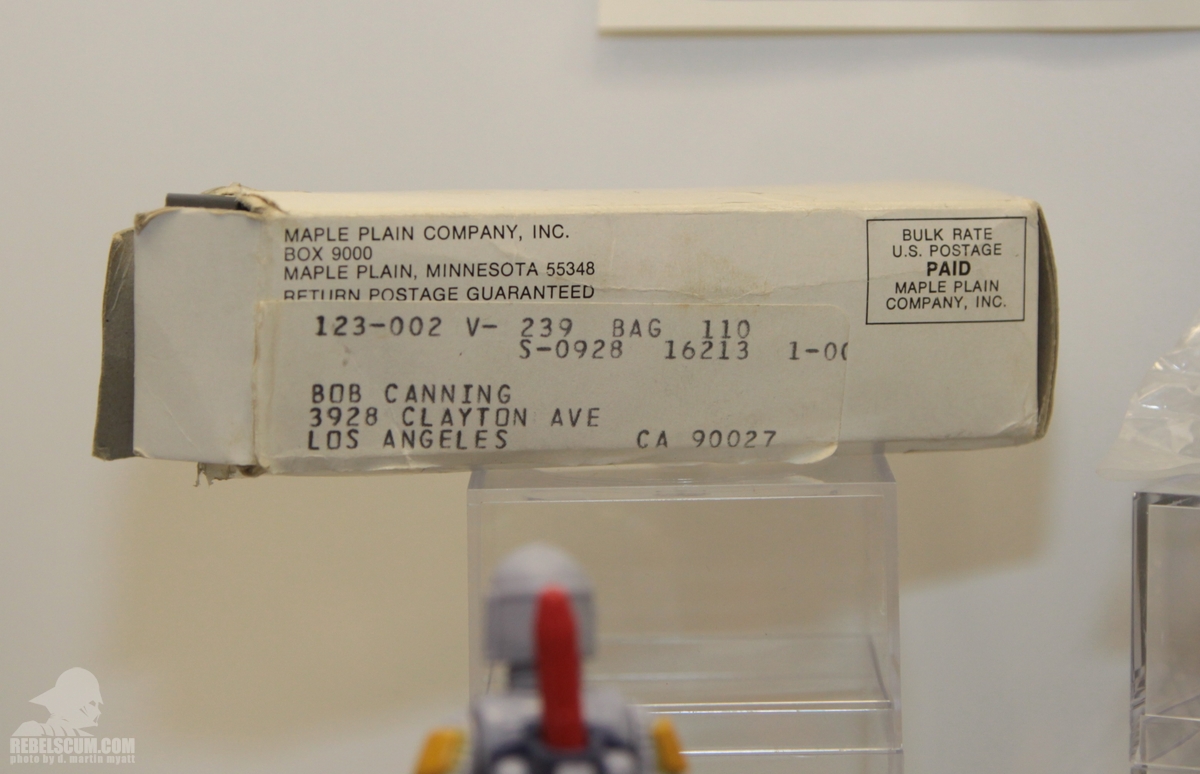 MAPLE PLAIN COMPANY, INC.
BOX 9000
MAPLE PLAIN, MINNESOTA 55348
RETURN POSTAGE GUARANTEED
BULK RATE
U.S. POSTAGE
PAID
MAPLE PLAIN
COMPANY, INC.
123-002 V- 239 BAG 110
S-0928 16213 1-0
BOB CANNING
3928 CLAYTON AVE
LOS ANGELES CA 90027
REBELSCUM.COM
photo by d. martin myatt